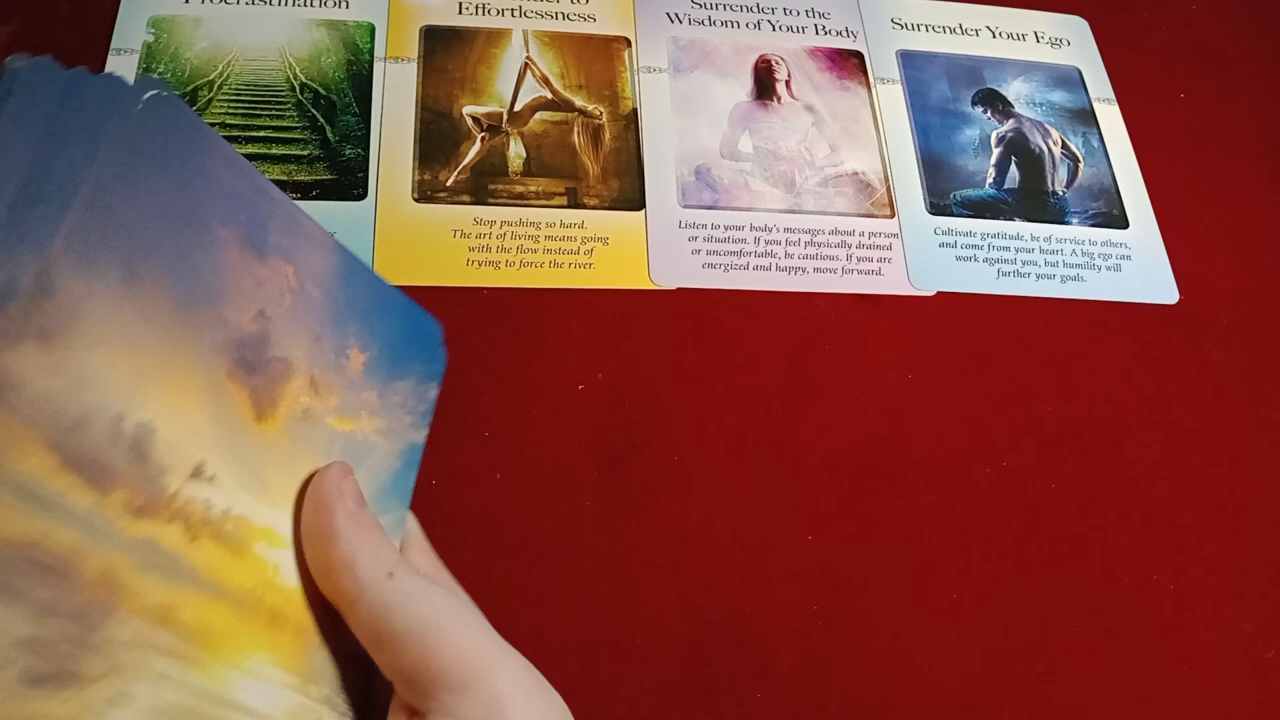 Procrastination
to
Effortlessness
Stop pushing so hard.
The art of living means going
with the flow instead of
trying to force the river.
Surrender to the
Wisdom of Your Body
Listen to your body's messages about a person
or situation. If you feel physically drained
or uncomfortable, be cautious. If you are
energized and happy, move forward.
Surrender Your Ego
Cultivate gratitude, be of service to others,
and come from your heart. A big ego can
work against you, but humility will
further your goals.